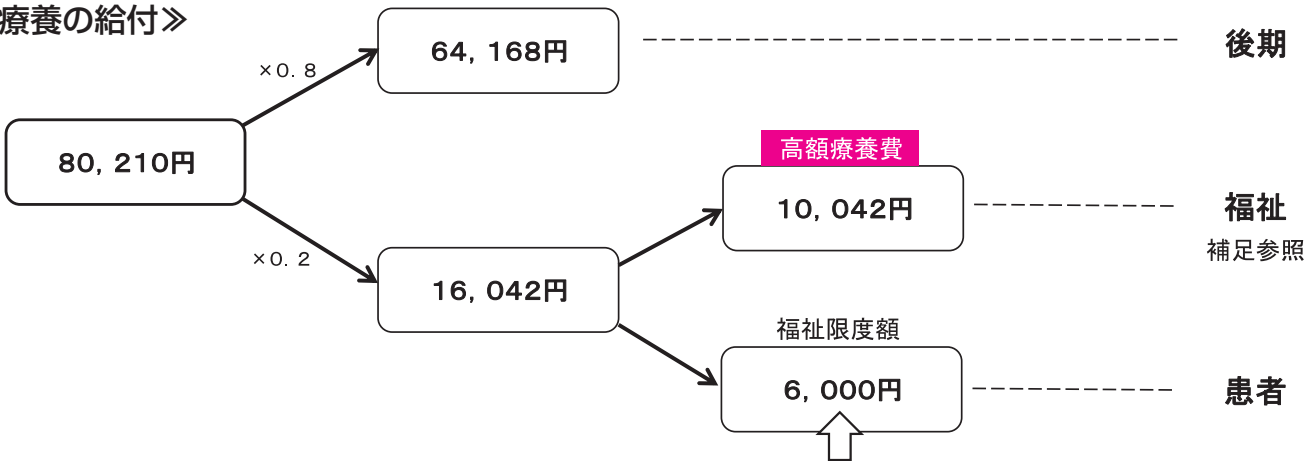 療養の給付≫
64, 168円
後期
×0. 8
80, 210円
高額療養費
10, 042円
福祉
補足参照
×0. 2
16, 042円
福祉限度額
6, 000円
患者